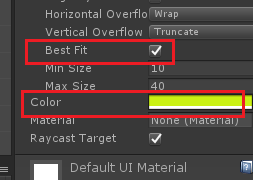 Horizontal Overflo Wrap
Vertical Overflow Truncate
Best Fit
Min Size 10
Max Size 40
Color
Material None (Material)
Raycast Target
Default UI Material